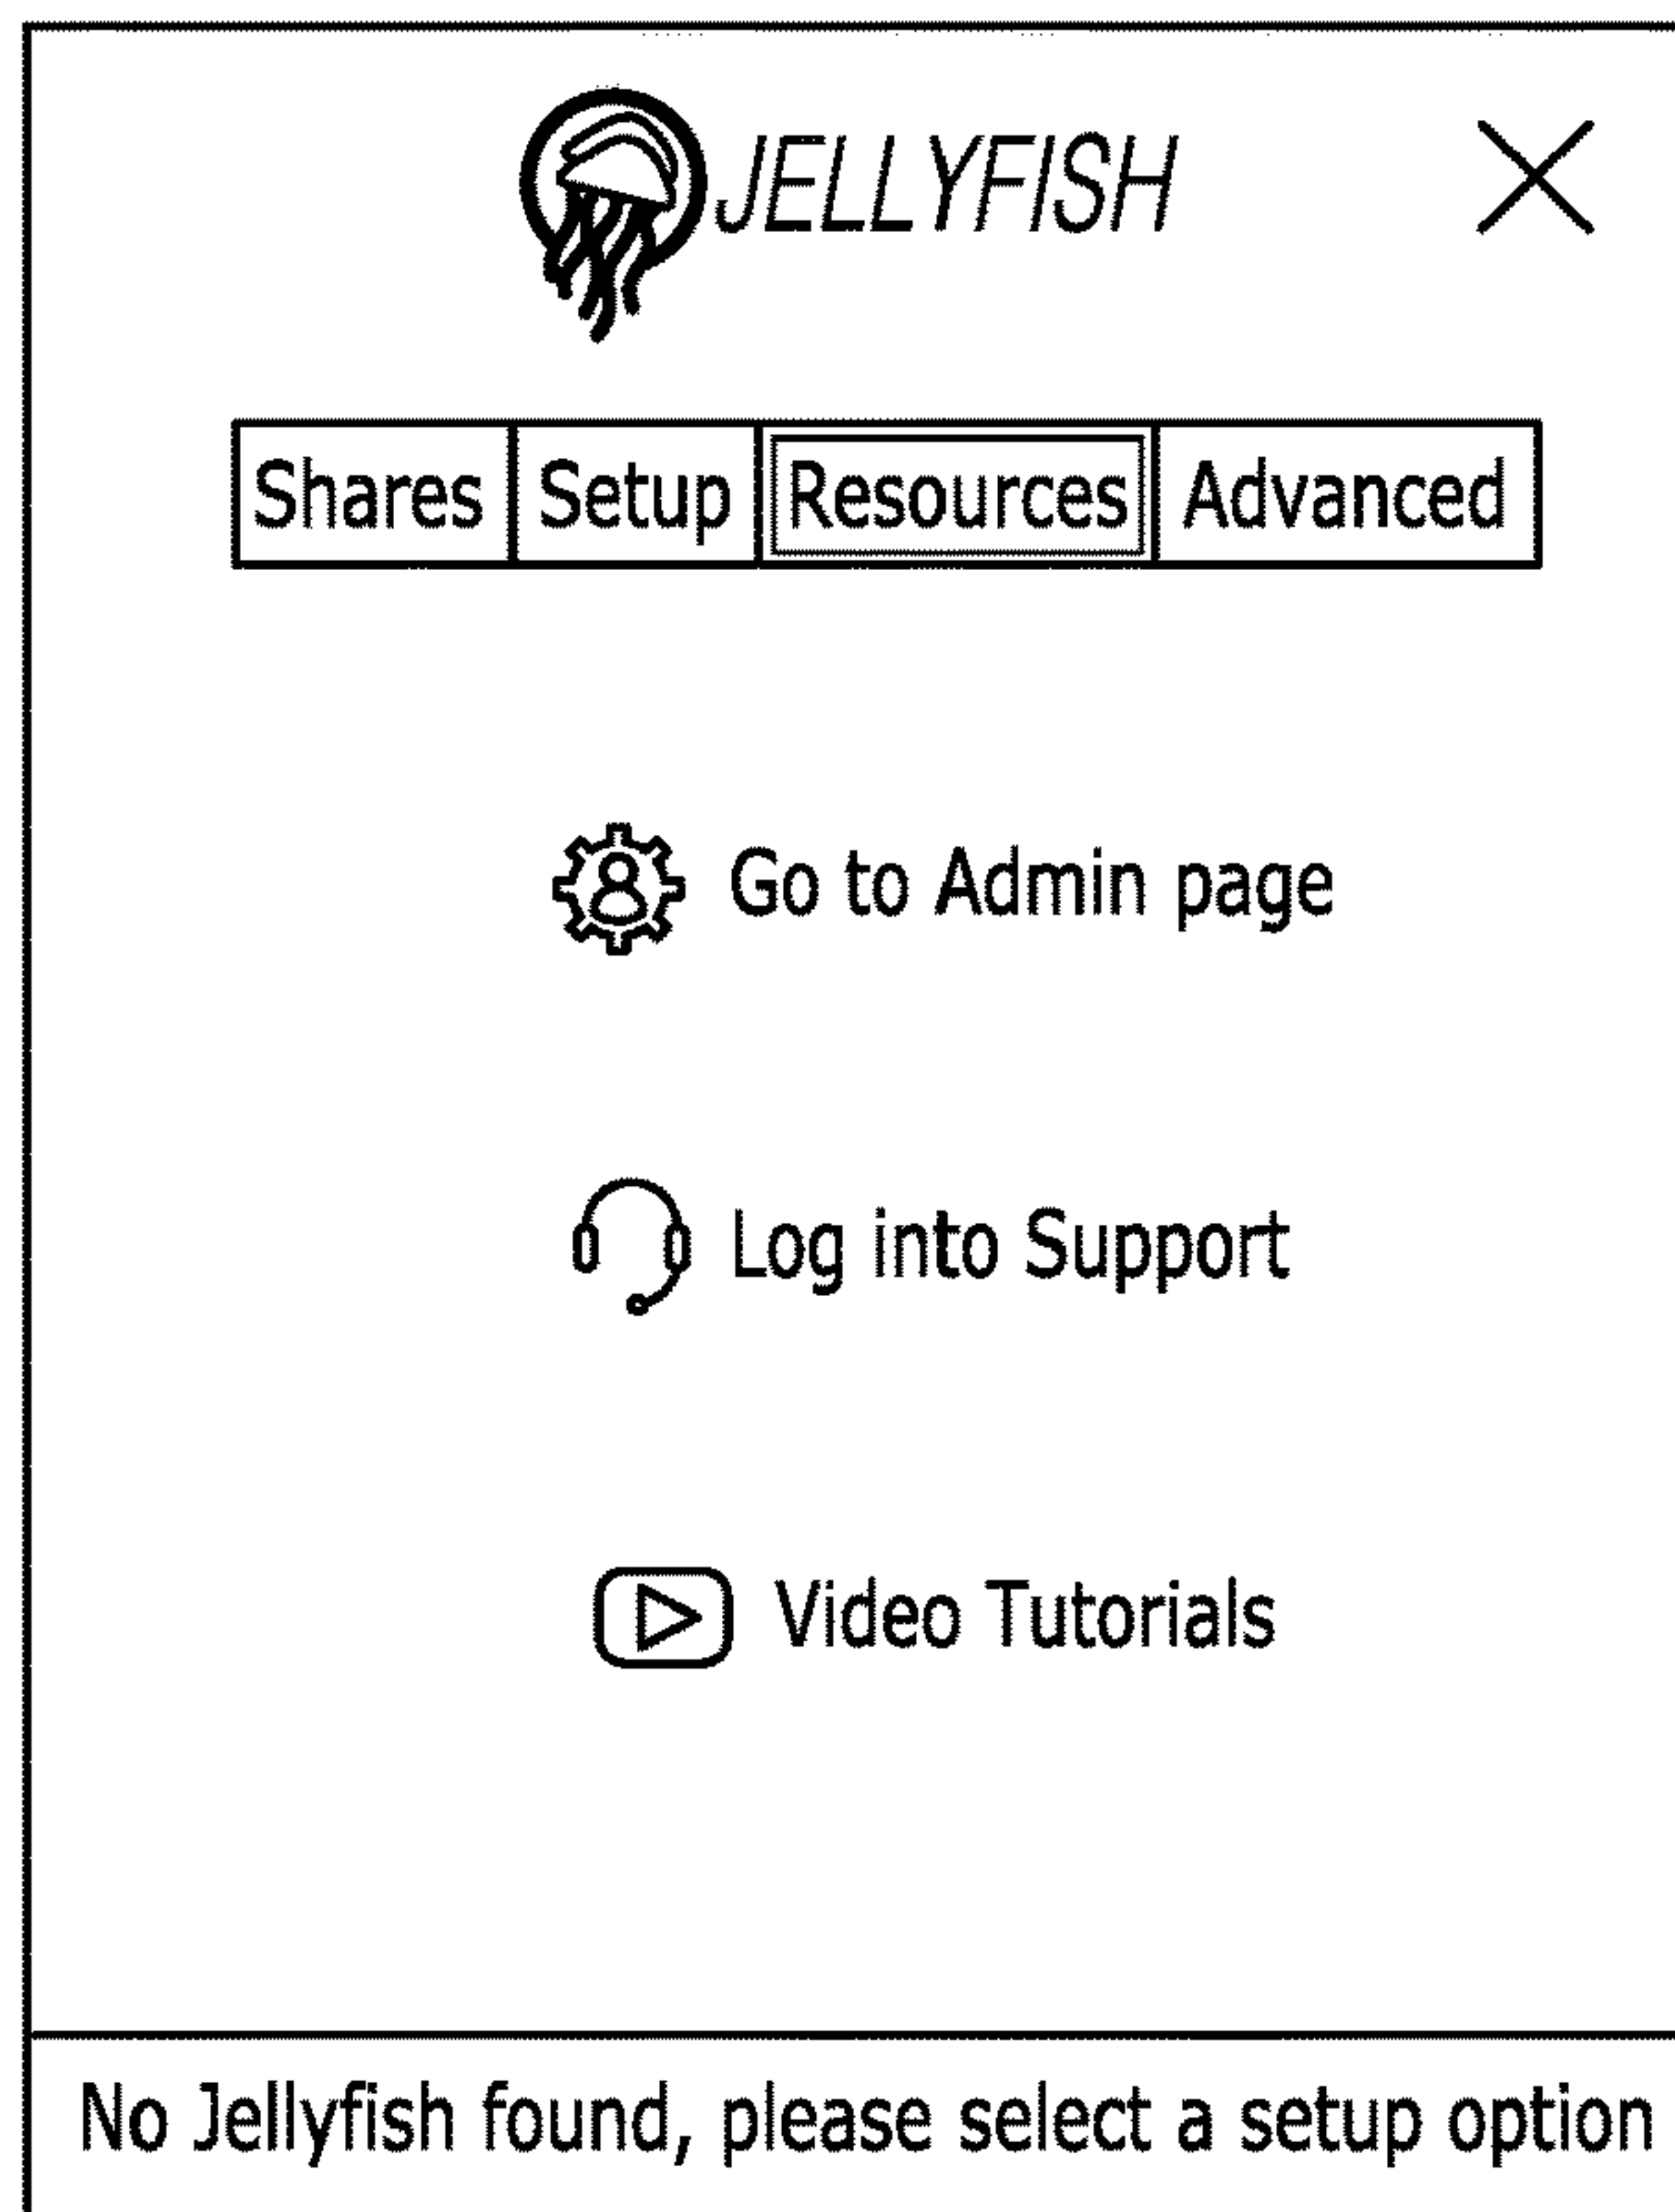 JELLYFISH
Shares Setup Resources Advanced
Go to Admin page
Log into Support
Video Tutorials
No Jellyfish found, please select a setup option